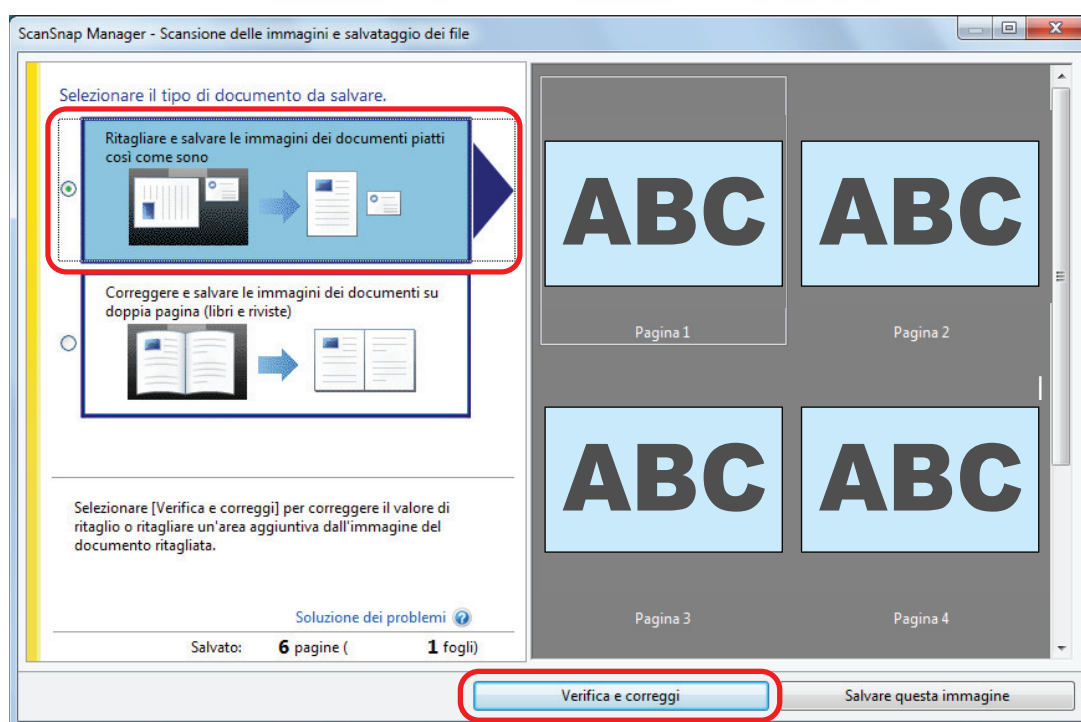 ScanSnap Manager - Scansione delle immagini e salvataggio dei file
Selezionare il tipo di documento da salvare.
Ritagliare e salvare le immagini dei documenti piatti
così come sono
Correggere e salvare le immagini dei documenti su
doppia pagina (libri e riviste)
Selezionare [Verifica e correggi] per correggere il valore di
ritaglio o ritagliare un'area aggiuntiva dall'immagine del
documento ritagliata.
Soluzione dei problemi
Salvato: 6 pagine ( 1 fogli)
ABC ABC
Pagina 1 Pagina 2
ABC ABC
Pagina 3 Pagina 4
Verifica e correggi Salvare questa immagine